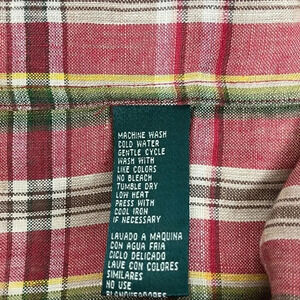 MACHINE WASH
COLD WATER
GENTLE CYCLE
WASH WITH
LIKE COLORS
NO BLEACH
TUMBLE DRY
LOW HEAT
PRESS WITH
COOL IRON
IF NECESSARY
LAVADO A MAQUINA
CON AGUA FRIA
CICLO DELICADO
LAVE CON COLORES
SIMILARES
NO USE
BLANQUEADORES